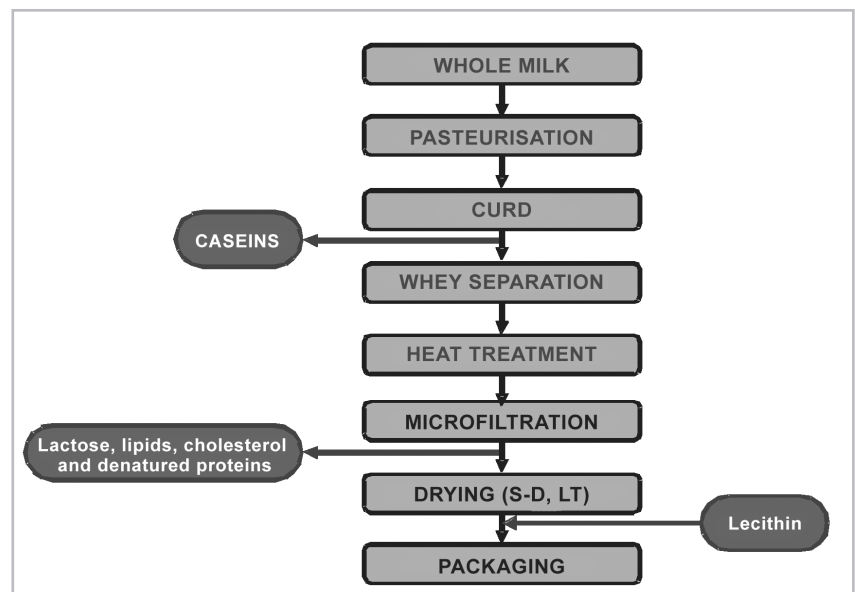 WHOLE MILK
PASTEURISATION
CURD
CASEINS
WHEY SEPARATION
HEAT TREATMENT
MICROFILTRATION
Lactose, lipids, cholesterol
and denatured proteins
DRYING (S-D, LT)
Lecithin
PACKAGING